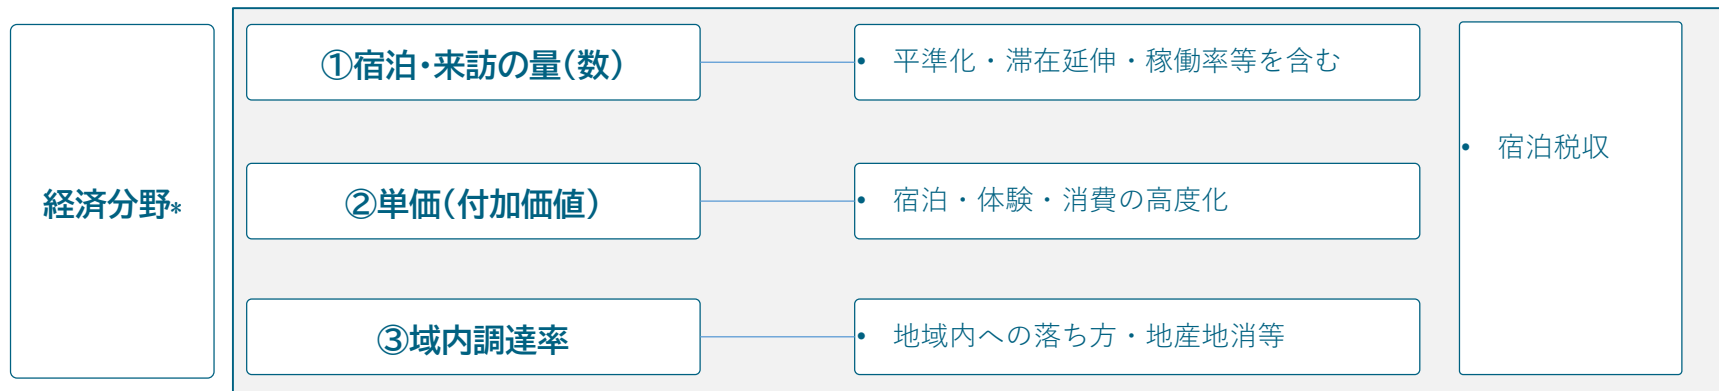 経済分野*
①宿泊・来訪の量（数）
• 平準化・滞在延伸・稼働率等を含む
②単価（付加価値）
• 宿泊・体験・消費の高度化
③域内調達率
• 地域内への落ち方・地産地消等
• 宿泊税収